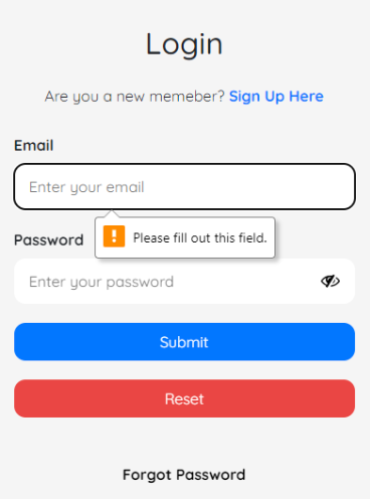 Login
Are you a new memeber? Sign Up Here
Email
Enter your email
Please fill out this field.
Password
Enter your password
Submit
Reset
Forgot Password